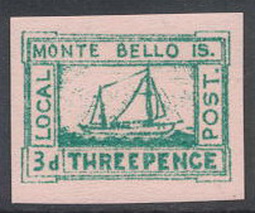 MONTE BELLO IS.
LOCAL
POST.
3d THREEPENCE